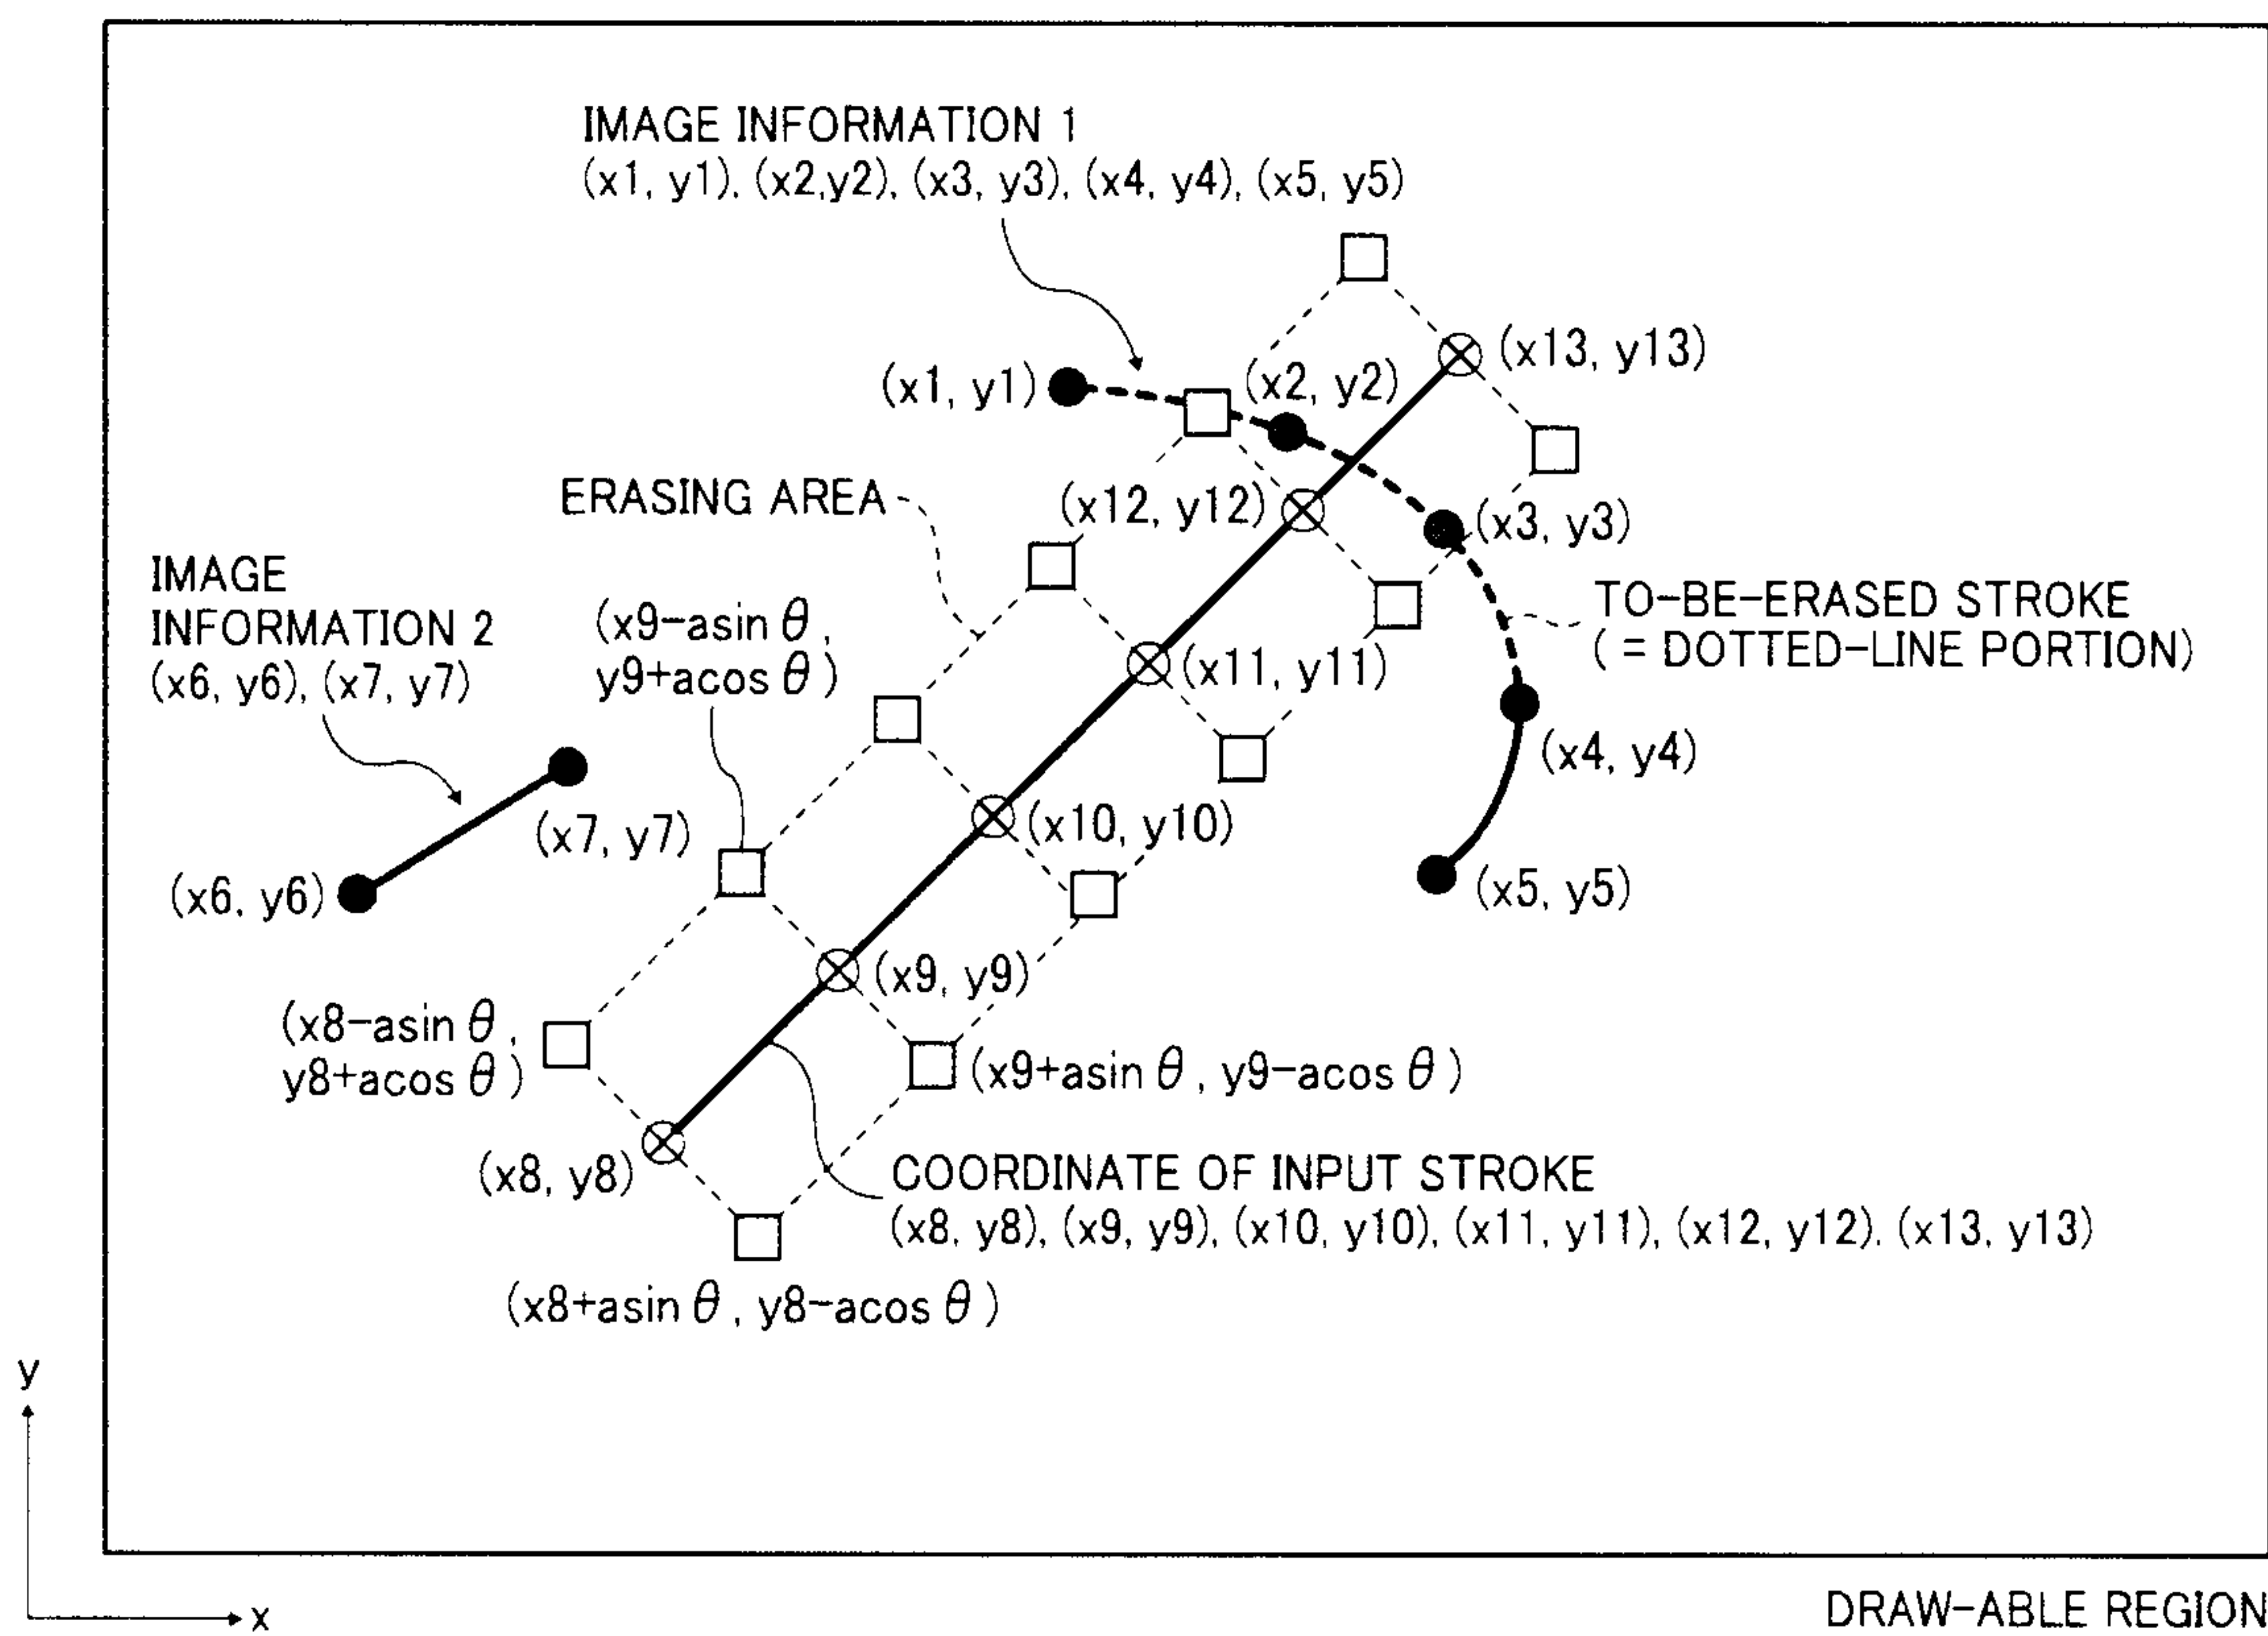 IMAGE INFORMATION 1
(x1, y1), (x2,y2), (x3, y3), (x4, y4), (x5, y5)
(x13, y13)
(x1, y1)
(x2, y2)
ERASING AREA
(x12, y12)
(x3, y3)
IMAGE
INFORMATION 2
(x6, y6), (x7, y7)
(x9-asin θ,
y9+acos θ)
TO-BE-ERASED STROKE
( = DOTTED-LINE PORTION)
(x11, y11)
(x4, y4)
(x7, y7)
(x10, y10)
(x6, y6)
(x5, y5)
(x9, y9)
(x8-asin θ,
y8+acos θ)
(x9+asin θ, y9-acos θ)
(x8, y8)
COORDINATE OF INPUT STROKE
(x8, y8), (x9, y9), (x10, y10), (x11, y11), (x12, y12), (x13, y13)
(x8+asin θ, y8-acos θ)
y
x
DRAW-ABLE REGION